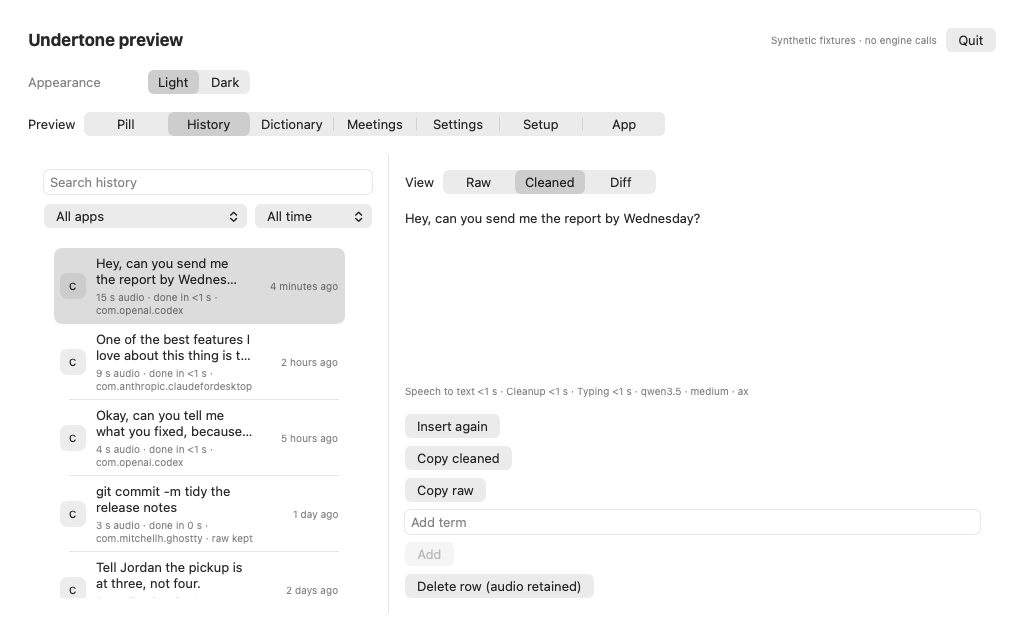 Undertone preview
Synthetic fixtures · no engine calls
Quit
Appearance
Light
Dark
Preview
Pill
History
Dictionary
Meetings
Settings
Setup
App
Search history
All apps
All time
C
Hey, can you send me
the report by Wednes...
15 s audio · done in <1 s ·
com.openai.codex
4 minutes ago
C
One of the best features I
love about this thing is t...
9 s audio · done in <1 s ·
com.anthropic.claudefordesktop
2 hours ago
C
Okay, can you tell me
what you fixed, because...
4 s audio · done in <1 s ·
com.openai.codex
5 hours ago
C
git commit -m tidy the
release notes
3 s audio · done in 0 s ·
com.mitchellh.ghostty · raw kept
1 day ago
C
Tell Jordan the pickup is
at three, not four.
2 days ago
View
Raw
Cleaned
Diff
Hey, can you send me the report by Wednesday?
Speech to text <1 s · Cleanup <1 s · Typing <1 s · qwen3.5 · medium · ax
Insert again
Copy cleaned
Copy raw
Add term
Add
Delete row (audio retained)